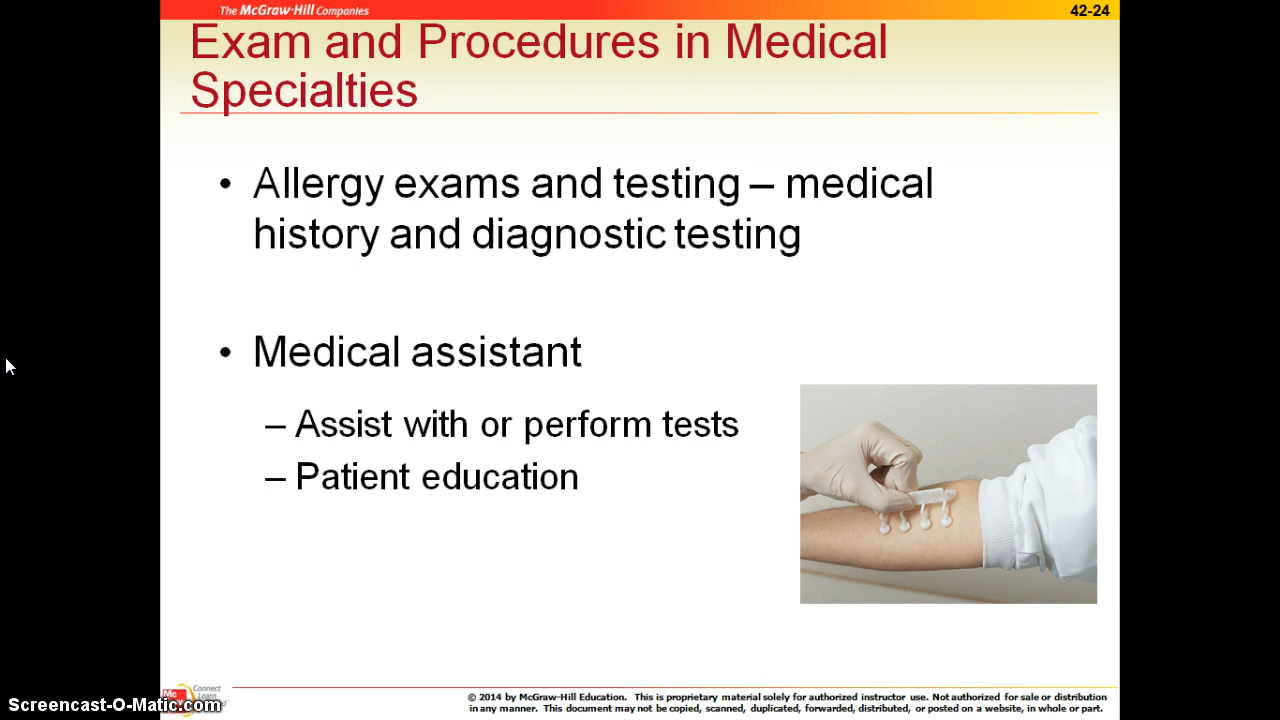 The McGraw-Hill Companies
42-24
Exam and Procedures in Medical
Specialties
• Allergy exams and testing – medical
history and diagnostic testing
• Medical assistant
– Assist with or perform tests
– Patient education
Connect
Learn
Screencast-O-Matic.com
© 2014 by McGraw-Hill Education. This is proprietary material solely for authorized instructor use. Not authorized for sale or distribution
in any manner. This document may not be copied, scanned, duplicated, forwarded, distributed, or posted on a website, in whole or part.